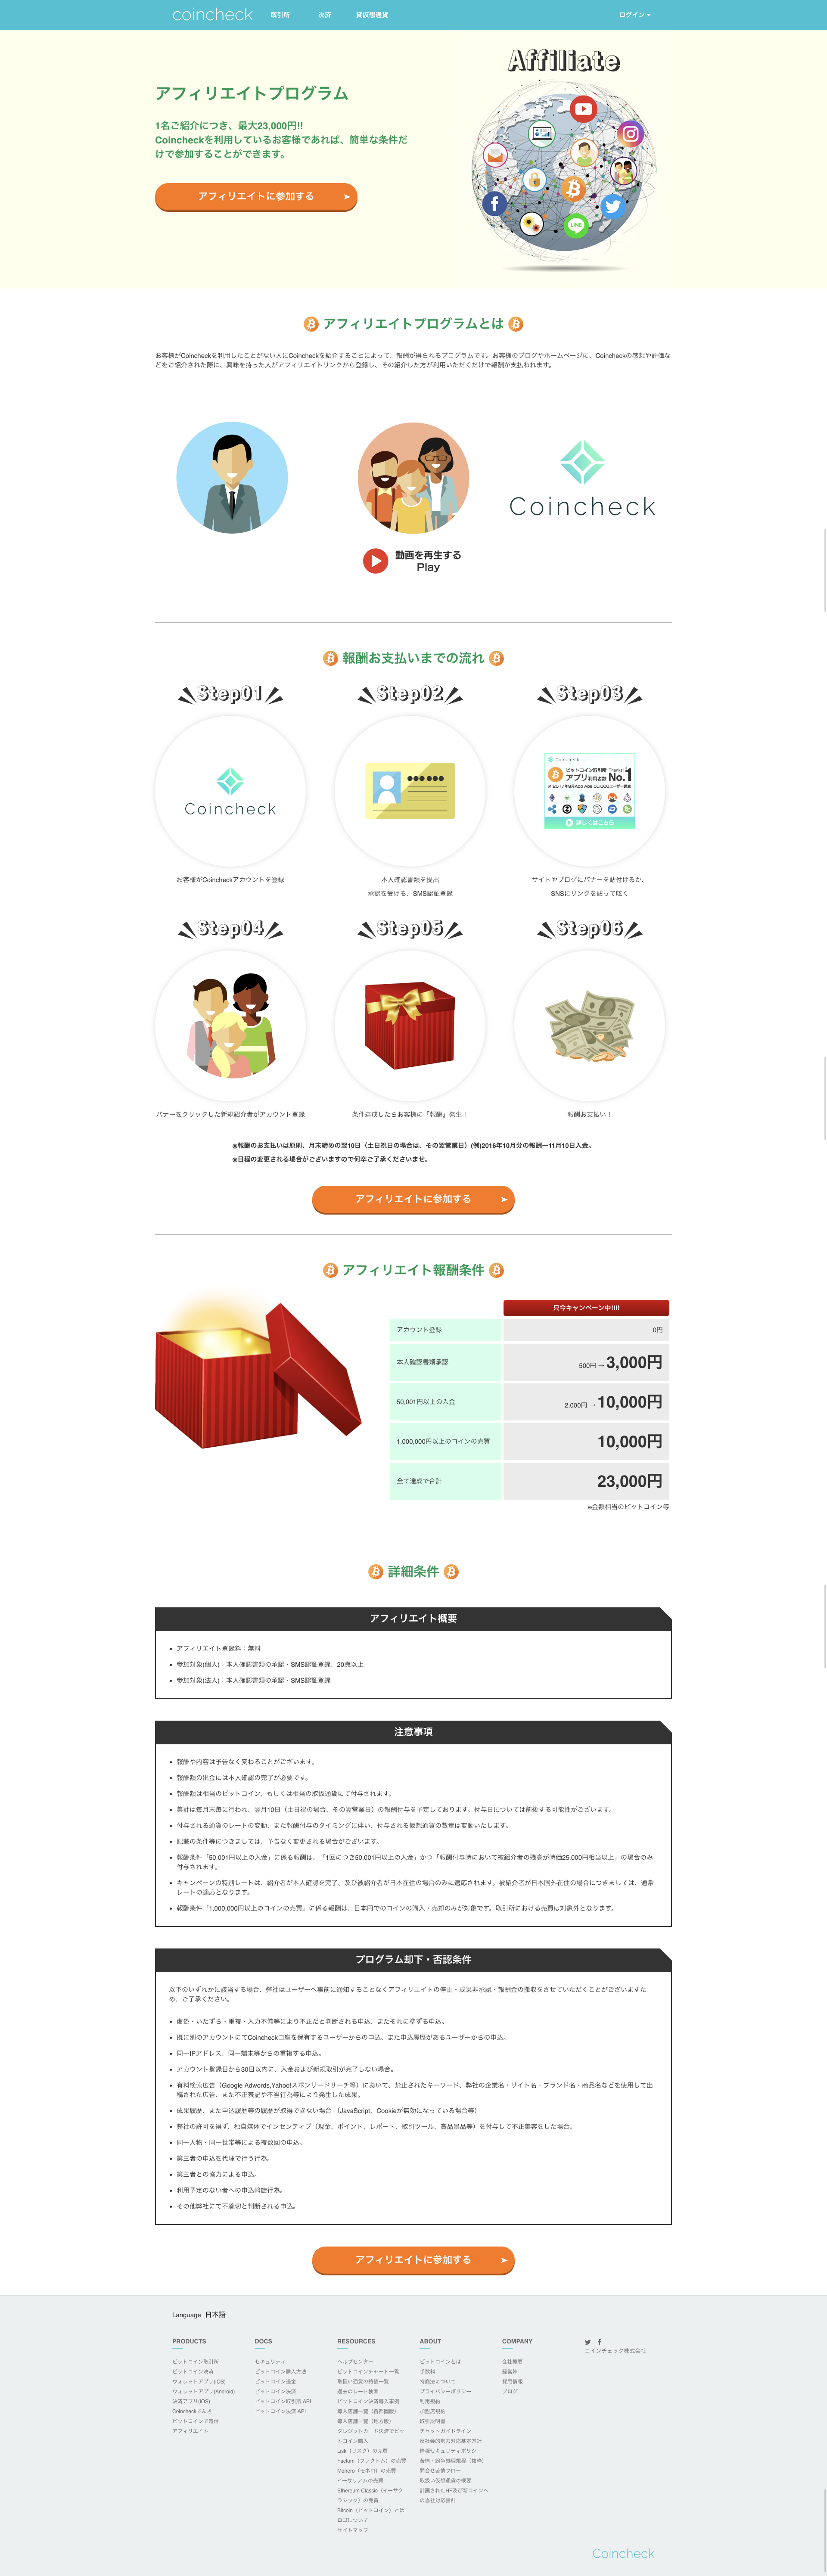 coincheck
取引所
決済
貸仮想通貨
ログイン
Affiliate
アフィリエイトプログラム
1名ご紹介につき、最大23,000円!!
Coincheckを利用しているお客様であれば、簡単な条件だ
けで参加することができます。
アフィリエイトに参加する
LINE
アフィリエイトプログラムとは
お客様がCoincheckを利用したことがない人にCoincheckを紹介することによって、報酬が得られるプログラムです。お客様のブログやホームページに、Coincheckの感想や評価な
どをご紹介された際に、興味を持った人がアフィリエイトリンクから登録し、その紹介した方が利用いただくだけで報酬が支払われます。
Coincheck
動画を再生する
Play
報酬お支払いまでの流れ
Step01
Step02
Step03
Coincheck
Coincheck
ビットコイン取引所 Thanks!
アプリ利用者数 No.1
詳しくはこちら
お客様がCoincheckアカウントを登録
本人確認書類を提出
承認を受ける、SMS認証登録
サイトやブログにバナーを貼付けるか、
SNSにリンクを貼って呟く
Step04
Step05
Step06
バナーをクリックした新規紹介者がアカウント登録
条件達成したらお客様に『報酬』発生！
報酬お支払い！
※報酬のお支払いは原則、月末締めの翌10日（土日祝日の場合は、その翌営業日）(例)2016年10月分の報酬ー11月10日入金。
※日程の変更される場合がございますので何卒ご了承くださいませ。
アフィリエイトに参加する
アフィリエイト報酬条件
只今キャンペーン中!!!!
アカウント登録
0円
本人確認書類承認
500円 → 3,000円
50,001円以上の入金
2,000円 → 10,000円
1,000,000円以上のコインの売買
10,000円
全て達成で合計
23,000円
※金額相当のビットコイン等
詳細条件
アフィリエイト概要
アフィリエイト登録料：無料
参加対象(個人)：本人確認書類の承認・SMS認証登録、20歳以上
参加対象(法人)：本人確認書類の承認・SMS認証登録
注意事項
報酬や内容は予告なく変わることがございます。
報酬額の出金には本人確認の完了が必要です。
報酬額は相当のビットコイン、もしくは相当の取扱通貨にて付与されます。
集計は毎月末毎に行われ、翌月10日（土日祝の場合、その翌営業日）の報酬付与を予定しております。付与日については前後する可能性がございます。
付与される通貨のレートの変動、また報酬付与のタイミングに伴い、付与される仮想通貨の数量は変動いたします。
記載の条件等につきましては、予告なく変更される場合がございます。
報酬条件「50,001円以上の入金」に係る報酬は、「1回につき50,001円以上の入金」かつ「報酬付与時において被紹介者の残高が時価25,000円相当以上」の場合のみ
付与されます。
キャンペーンの特別レートは、紹介者が本人確認を完了、及び被紹介者が日本在住の場合のみに適応されます。被紹介者が日本国外在住の場合につきましては、通常
レートの適応となります。
報酬条件「1,000,000円以上のコインの売買」に係る報酬は、日本円でのコインの購入・売却のみが対象です。取引所における売買は対象外となります。
プログラム却下・否認条件
以下のいずれかに該当する場合、弊社はユーザーへ事前に通知することなくアフィリエイトの停止・成果非承認・報酬金の撤収をさせていただくことがございますた
め、ご了承ください。
虚偽・いたずら・重複・入力不備等により不正だと判断される申込、またそれに準ずる申込。
既に別のアカウントにてCoincheck口座を保有するユーザーからの申込、また申込履歴があるユーザーからの申込。
同一IPアドレス、同一端末等からの重複する申込。
アカウント登録日から30日以内に、入金および新規取引が完了しない場合。
有料検索広告（Google Adwords,Yahoo!スポンサードサーチ等）において、禁止されたキーワード、弊社の企業名・サイト名・ブランド名・商品名などを使用して出
稿された広告、また不正表記や不当行為等により発生した成果。
成果履歴、また申込履歴等の履歴が取得できない場合 （JavaScript、Cookieが無効になっている場合等）
弊社の許可を得ず、独自媒体でインセンティブ（現金、ポイント、レポート、取引ツール、賞品景品等）を付与して不正集客をした場合。
同一人物・同一世帯等による複数回の申込。
第三者の申込を代理で行う行為。
第三者との協力による申込。
利用予定のない者への申込斡旋行為。
その他弊社にて不適切と判断される申込。
アフィリエイトに参加する
Language 日本語
PRODUCTS
ビットコイン取引所
ビットコイン決済
ウォレットアプリ(iOS)
ウォレットアプリ(Android)
決済アプリ(iOS)
Coincheckでんき
ビットコインで寄付
アフィリエイト
DOCS
セキュリティ
ビットコイン購入方法
ビットコイン送金
ビットコイン決済
ビットコイン取引所 API
ビットコイン決済 API
RESOURCES
ヘルプセンター
ビットコインチャート一覧
取扱い通貨の終値一覧
過去のレート検索
ビットコイン決済導入事例
導入店舗一覧（首都圏版）
導入店舗一覧（地方版）
クレジットカード決済でビッ
トコイン購入
Lisk（リスク）の売買
Factom（ファクトム）の売買
Monero（モネロ）の売買
イーサリアムの売買
Ethereum Classic（イーサク
ラシック）の売買
Bitcoin（ビットコイン）とは
ロゴについて
サイトマップ
ABOUT
ビットコインとは
手数料
特商法について
プライバシーポリシー
利用規約
加盟店規約
取引説明書
チャットガイドライン
反社会的勢力対応基本方針
情報セキュリティポリシー
苦情・紛争処理措置（抜粋）
問合せ苦情フロー
取扱い仮想通貨の概要
計画されたHF及び新コインへ
の当社対応指針
COMPANY
会社概要
経営陣
採用情報
ブログ
コインチェック株式会社
Coincheck